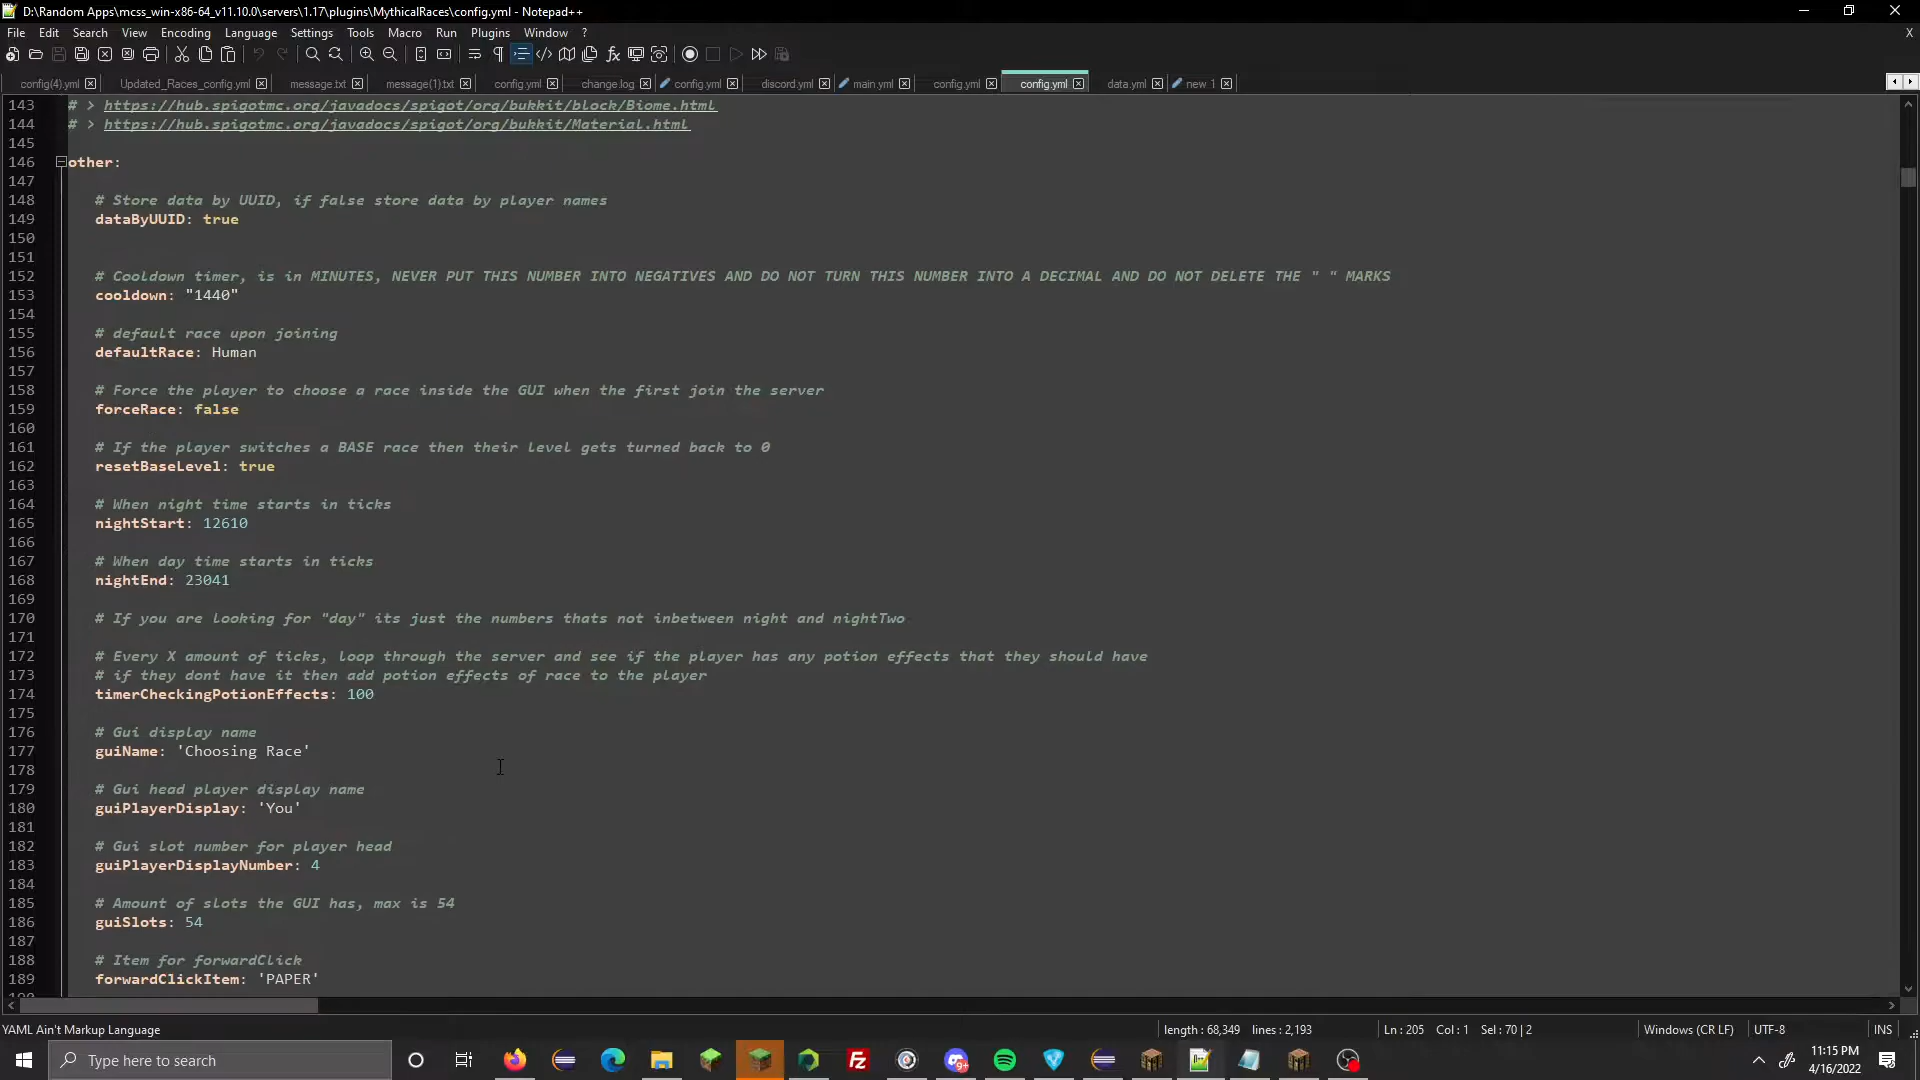 D:\Random Apps\mcss_win-x86-64_v11.10.0\servers\1.17\plugins\MythicalRaces\config.yml - Notepad++
File Edit Search View Encoding Language Settings Tools Macro Run Plugins Window ? X
config(4).yml Updated_Races_config.yml message.txt message(1).txt config.yml change.log config.yml discord.yml main.yml config.yml config.yml data.yml new 1
143 # > https://hub.spigotmc.org/javadocs/spigot/org/bukkit/block/Biome.html
144 # > https://hub.spigotmc.org/javadocs/spigot/org/bukkit/Material.html
145
146 other:
147
148 # Store data by UUID, if false store data by player names
149 dataByUUID: true
150
151
152 # Cooldown timer, is in MINUTES, NEVER PUT THIS NUMBER INTO NEGATIVES AND DO NOT TURN THIS NUMBER INTO A DECIMAL AND DO NOT DELETE THE " " MARKS
153 cooldown: "1440"
154
155 # default race upon joining
156 defaultRace: Human
157
158 # Force the player to choose a race inside the GUI when the first join the server
159 forceRace: false
160
161 # If the player switches a BASE race then their level gets turned back to 0
162 resetBaseLevel: true
163
164 # When night time starts in ticks
165 nightStart: 12610
166
167 # When day time starts in ticks
168 nightEnd: 23041
169
170 # If you are looking for "day" its just the numbers thats not inbetween night and nightTwo
171
172 # Every X amount of ticks, loop through the server and see if the player has any potion effects that they should have
173 # if they dont have it then add potion effects of race to the player
174 timerCheckingPotionEffects: 100
175
176 # Gui display name
177 guiName: 'Choosing Race'
178
179 # Gui head player display name
180 guiPlayerDisplay: 'You'
181
182 # Gui slot number for player head
183 guiPlayerDisplayNumber: 4
184
185 # Amount of slots the GUI has, max is 54
186 guiSlots: 54
187
188 # Item for forwardClick
189 forwardClickItem: 'PAPER'
YAML Ain't Markup Language length : 68,349 lines : 2,193 Ln : 205 Col : 1 Sel : 70 | 2 Windows (CR LF) UTF-8 INS
Type here to search
11:15 PM
4/16/2022